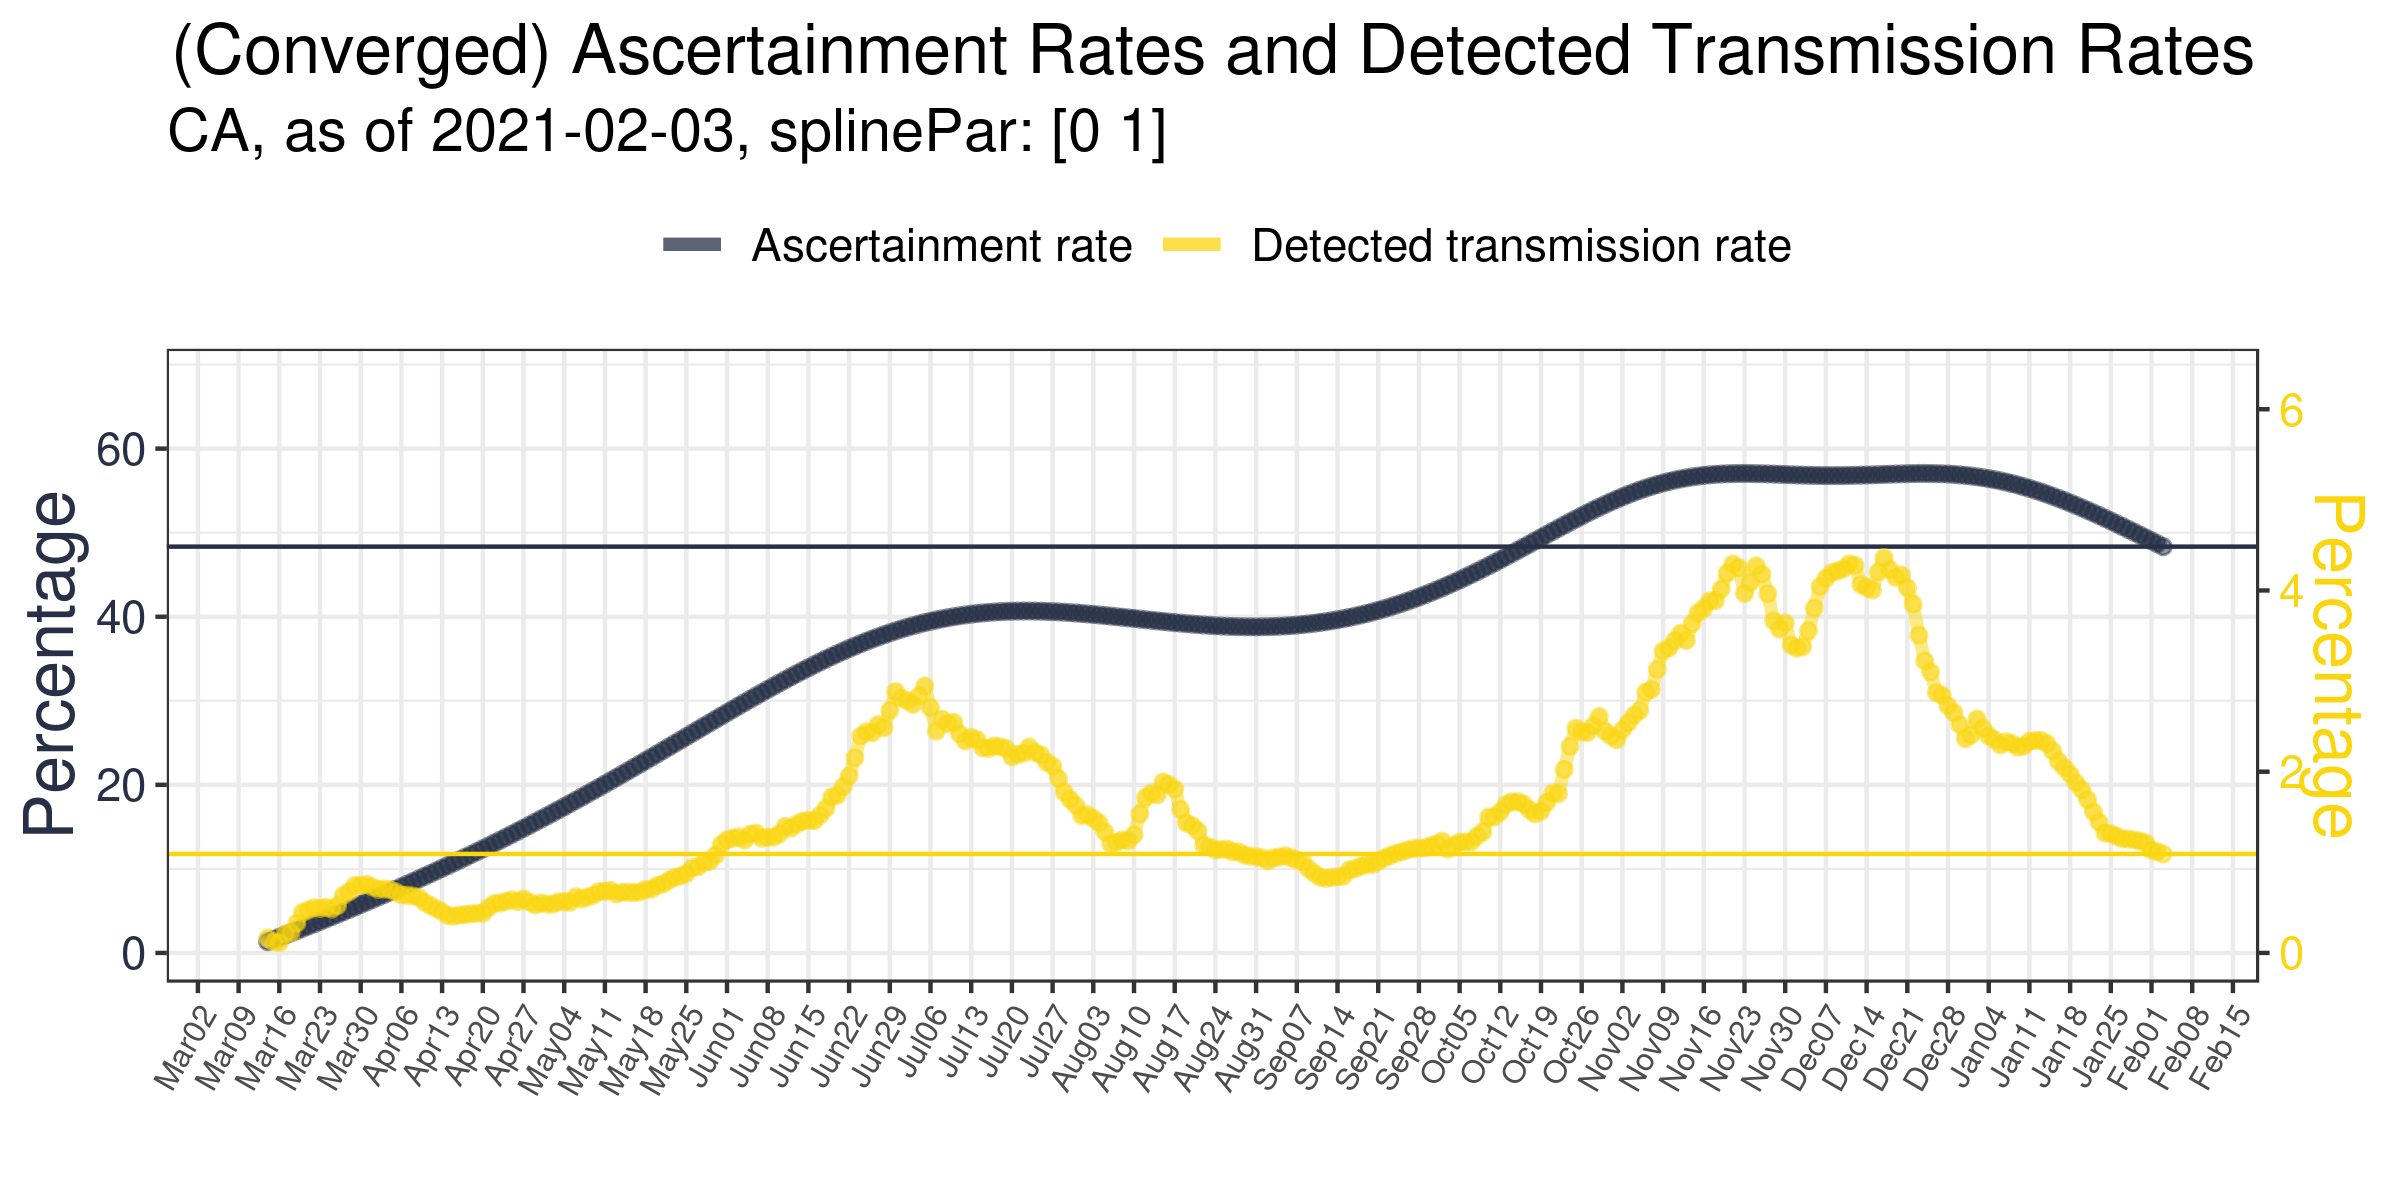 (Converged) Ascertainment Rates and Detected Transmission Rates
CA, as of 2021-02-03, splinePar: [0 1]
Ascertainment rate Detected transmission rate
Percentage
60
40
20
0
6
4
2
0
Percentage
Mar02 Mar09 Mar16 Mar23 Mar30 Apr06 Apr13 Apr20 Apr27 May04 May11 May18 May25 Jun01 Jun08 Jun15 Jun22 Jun29 Jul06 Jul13 Jul20 Jul27 Aug03 Aug10 Aug17 Aug24 Aug31 Sep07 Sep14 Sep21 Sep28 Oct05 Oct12 Oct19 Oct26 Nov02 Nov09 Nov16 Nov23 Nov30 Dec07 Dec14 Dec21 Dec28 Jan04 Jan11 Jan18 Jan25 Feb01 Feb08 Feb15